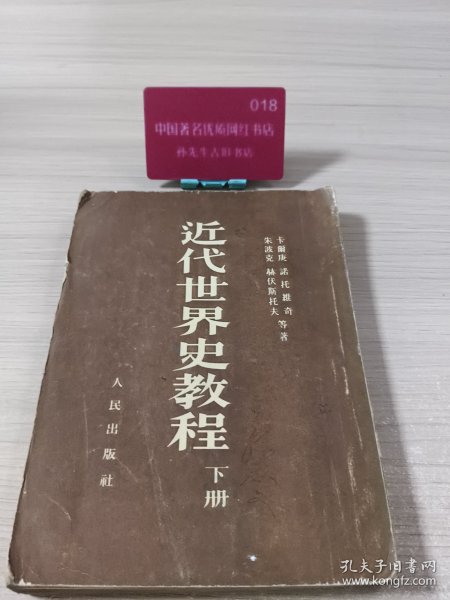 018
中国著名优质网红书店
孙先生古旧书店
卡爾庚 諾托維奇 等著
朱波克 赫伏斯托夫
近代世界史教程
下册
人民出版社
孔夫子旧书网
www.kongfz.com